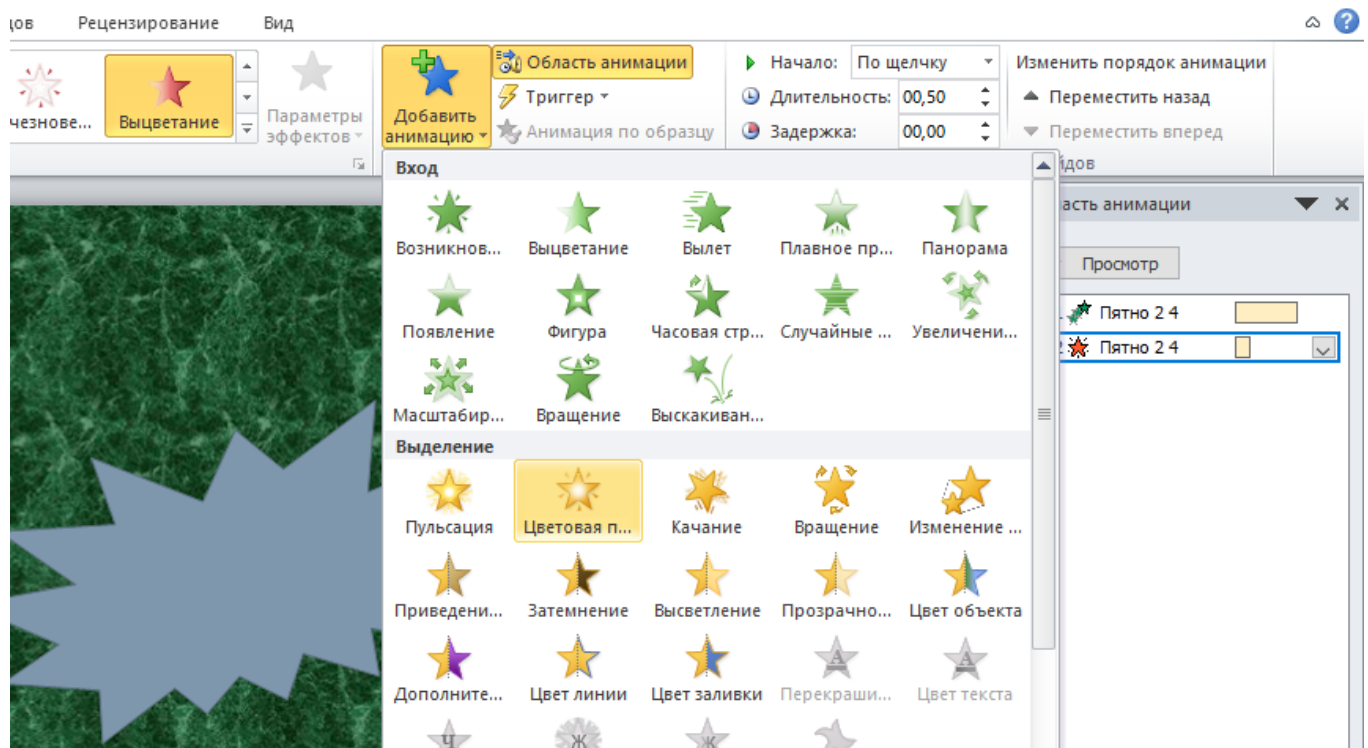 дов Рецензирование Вид
чезнове... Выцветание
Параметры
эффектов
Добавить
анимацию
Область анимации
Триггер
Анимация по образцу
Начало: По щелчку
Длительность: 00,50
Задержка: 00,00
Изменить порядок анимации
Переместить назад
Переместить вперед
йдов
Вход
Возникнов... Выцветание Вылет Плавное пр... Панорама
Появление Фигура Часовая стр... Случайные ... Увеличени...
Масштабир... Вращение Выскакиван...
Выделение
Пульсация Цветовая п... Качание Вращение Изменение ...
Приведени... Затемнение Высветление Прозрачно... Цвет объекта
Дополните... Цвет линии Цвет заливки Перекраши... Цвет текста
Ч Ж Ж
асть анимации
Просмотр
Пятно 2 4
2 Пятно 2 4